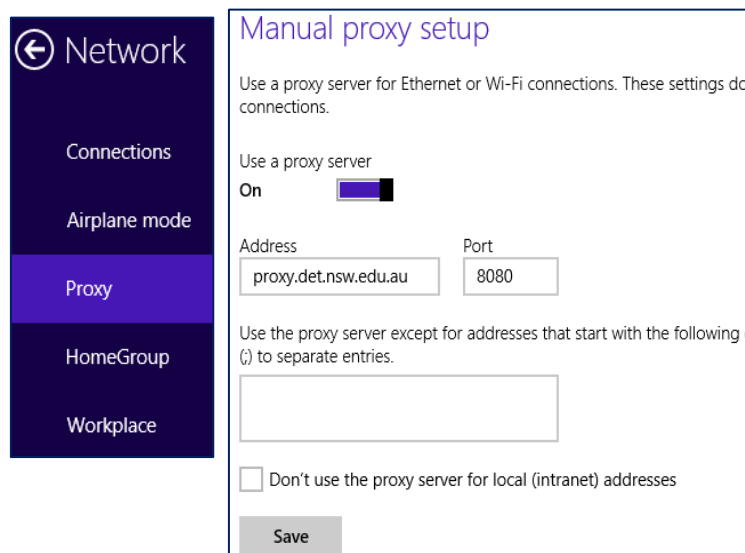 Network
Connections
Airplane mode
Proxy
HomeGroup
Workplace
Manual proxy setup
Use a proxy server for Ethernet or Wi-Fi connections. These settings do
connections.
Use a proxy server
On
Address Port
proxy.det.nsw.edu.au 8080
Use the proxy server except for addresses that start with the following
(;) to separate entries.
Don't use the proxy server for local (intranet) addresses
Save